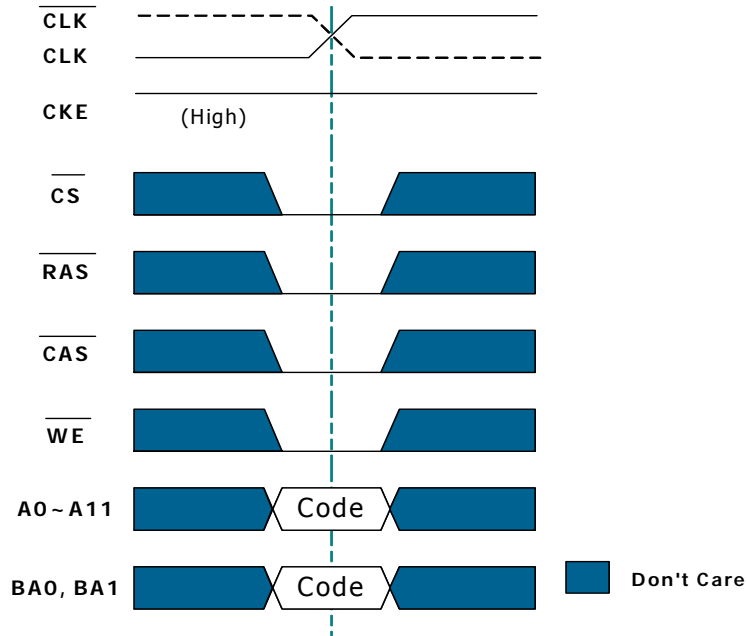 CLK
CLK
CKE
(High)
CS
RAS
CAS
WE
A0~A11
Code
BA0, BA1
Code
Don't Care